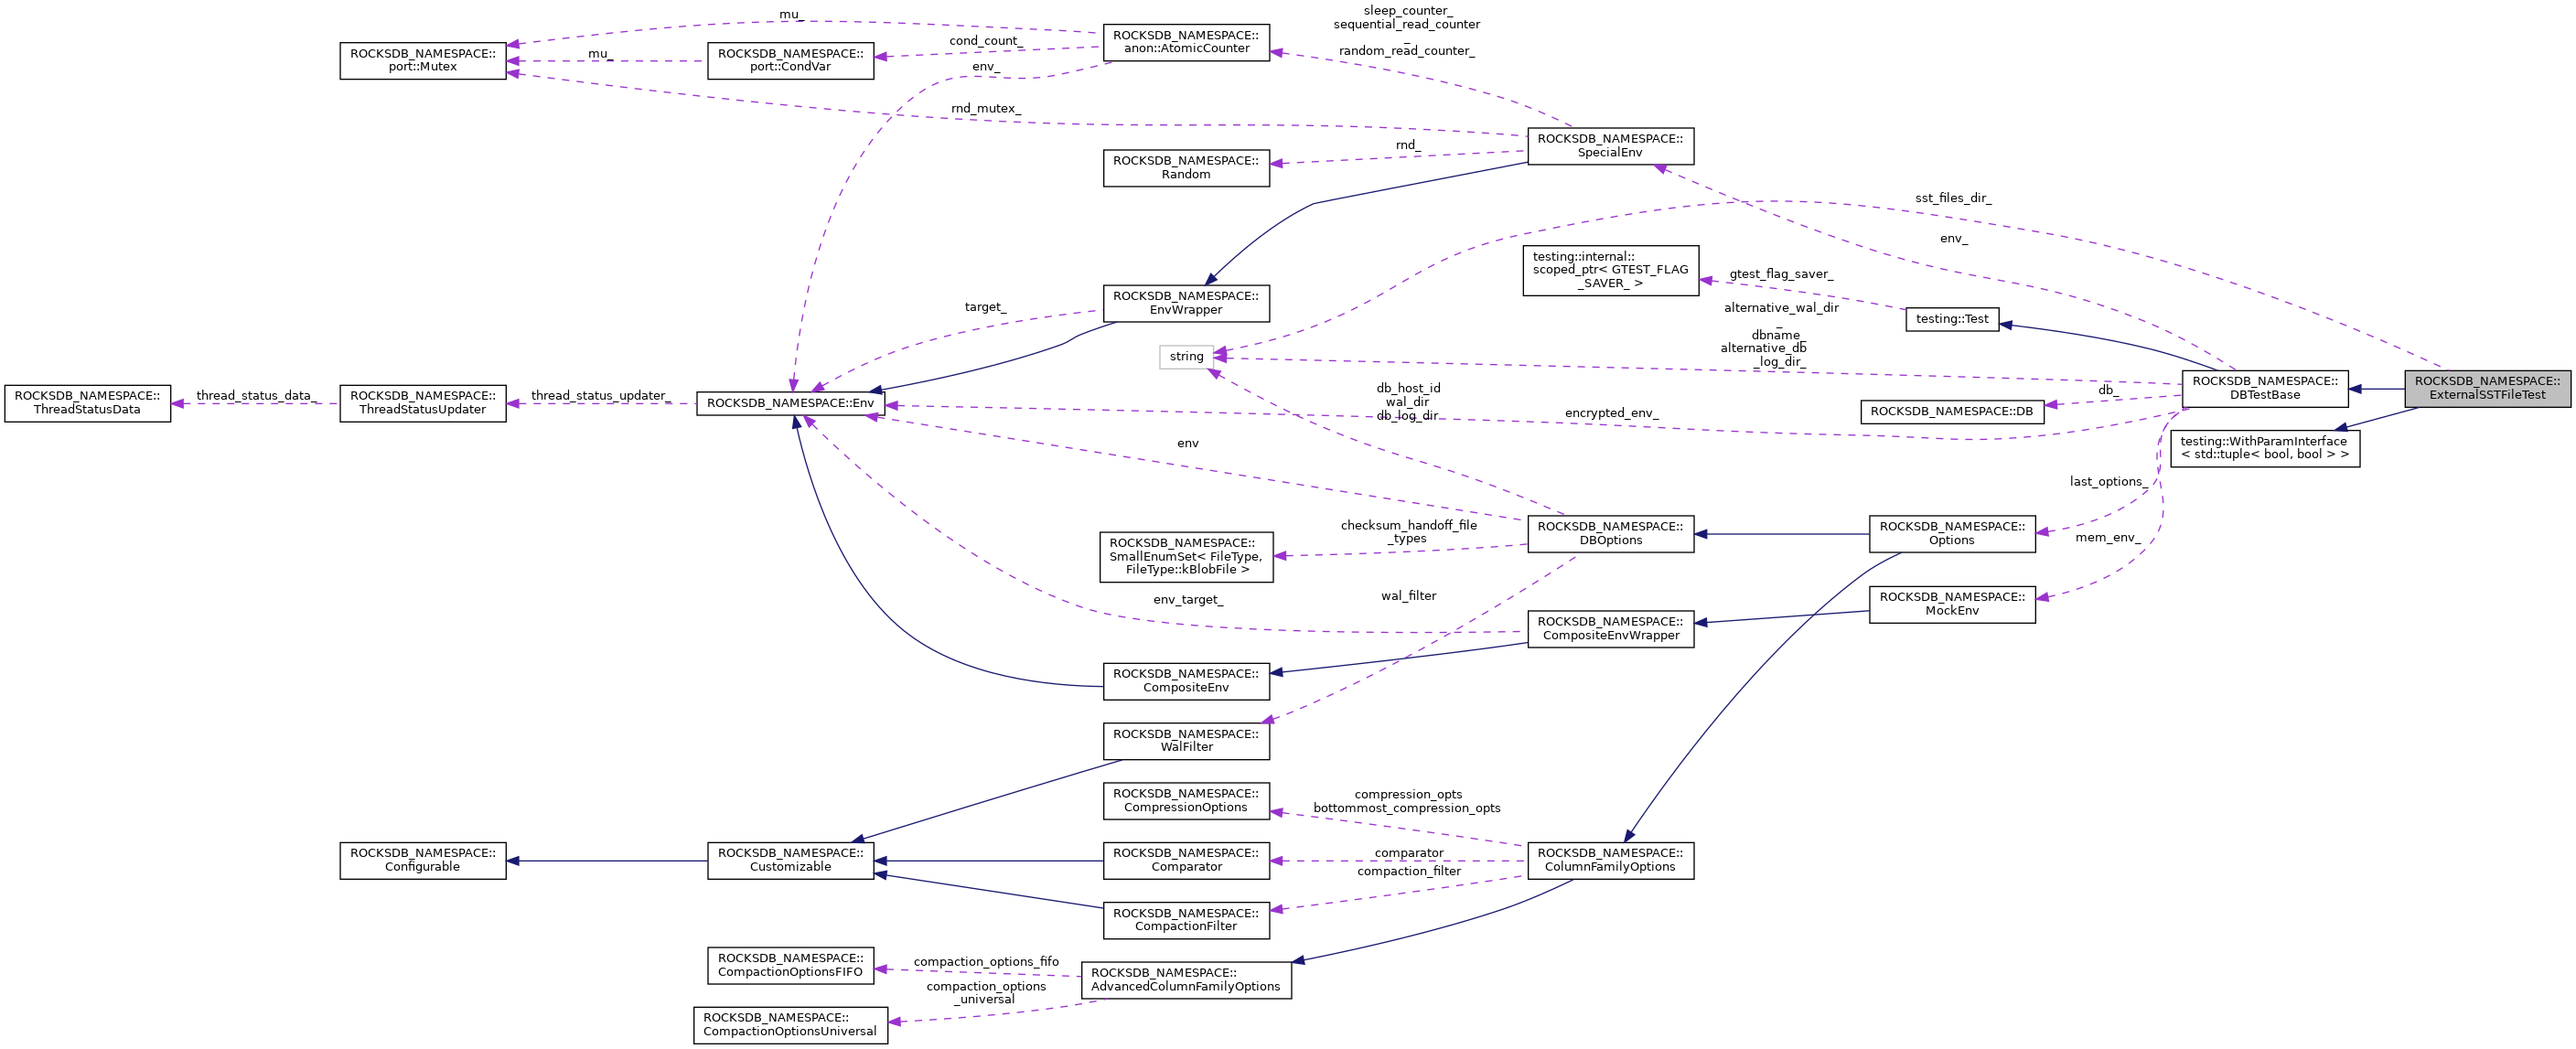 mu_
sleep_counter_
sequential_read_counter
_
random_read_counter_
ROCKSDB_NAMESPACE::
anon::AtomicCounter
cond_count_
ROCKSDB_NAMESPACE::
port::Mutex
mu_
ROCKSDB_NAMESPACE::
port::CondVar
env_
rnd_mutex_
ROCKSDB_NAMESPACE::
SpecialEnv
rnd_
ROCKSDB_NAMESPACE::
Random
sst_files_dir_
env_
testing::internal::
scoped_ptr< GTEST_FLAG
_SAVER_ >
gtest_flag_saver_
ROCKSDB_NAMESPACE::
EnvWrapper
target_
testing::Test
alternative_wal_dir
_
dbname_
alternative_db
_log_dir_
string
ROCKSDB_NAMESPACE::
ThreadStatusData
thread_status_data_
ROCKSDB_NAMESPACE::
ThreadStatusUpdater
thread_status_updater_
ROCKSDB_NAMESPACE::Env
db_host_id
wal_dir
db_log_dir
encrypted_env_
ROCKSDB_NAMESPACE::DB
db_
ROCKSDB_NAMESPACE::
DBTestBase
ROCKSDB_NAMESPACE::
ExternalSSTFileTest
testing::WithParamInterface
< std::tuple< bool, bool > >
env
last_options_
ROCKSDB_NAMESPACE::
SmallEnumSet< FileType,
FileType::kBlobFile >
checksum_handoff_file
_types
ROCKSDB_NAMESPACE::
DBOptions
ROCKSDB_NAMESPACE::
Options
mem_env_
env_target_
wal_filter
ROCKSDB_NAMESPACE::
MockEnv
ROCKSDB_NAMESPACE::
CompositeEnvWrapper
ROCKSDB_NAMESPACE::
CompositeEnv
ROCKSDB_NAMESPACE::
WalFilter
ROCKSDB_NAMESPACE::
CompressionOptions
compression_opts
bottommost_compression_opts
ROCKSDB_NAMESPACE::
Configurable
ROCKSDB_NAMESPACE::
Customizable
ROCKSDB_NAMESPACE::
Comparator
comparator
compaction_filter
ROCKSDB_NAMESPACE::
ColumnFamilyOptions
ROCKSDB_NAMESPACE::
CompactionFilter
ROCKSDB_NAMESPACE::
CompactionOptionsFIFO
compaction_options_fifo
compaction_options
_universal
ROCKSDB_NAMESPACE::
AdvancedColumnFamilyOptions
ROCKSDB_NAMESPACE::
CompactionOptionsUniversal